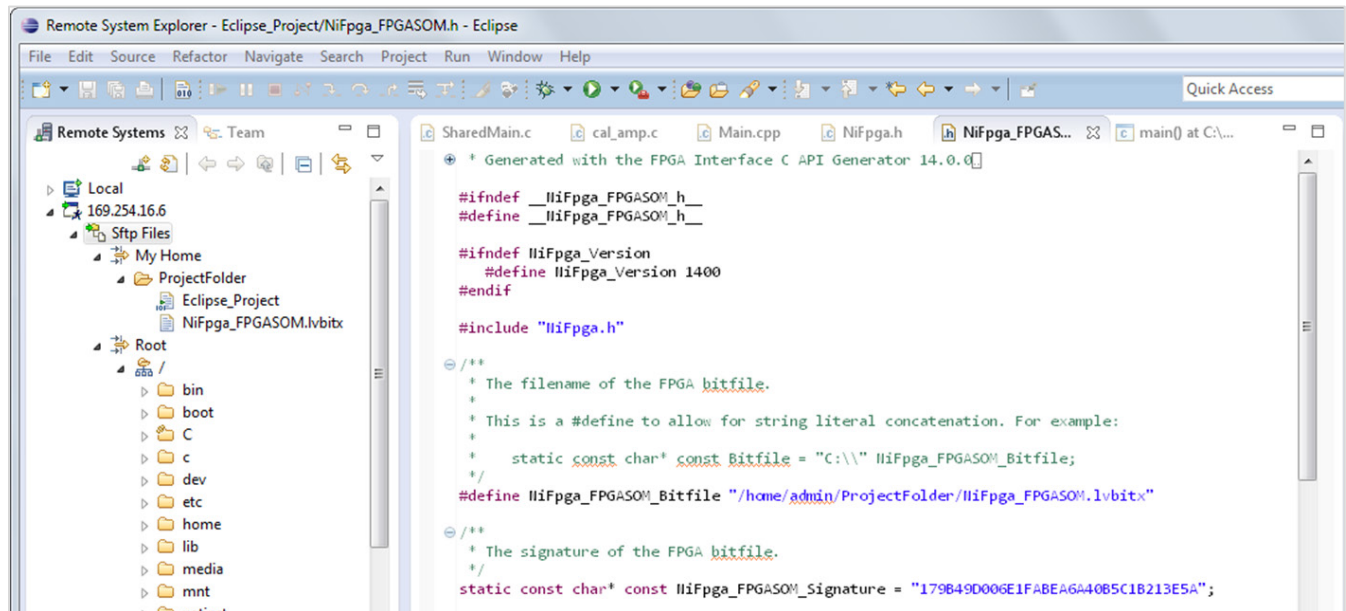 Remote System Explorer - Eclipse_Project/NiFpga_FPGASOM.h - Eclipse
File Edit Source Refactor Navigate Search Project Run Window Help
Quick Access
Remote Systems Team
SharedMain.c cal_amp.c Main.cpp NiFpga.h NiFpga_FPGAS... main() at C:\...
Local
169.254.16.6
Sftp Files
My Home
ProjectFolder
Eclipse_Project
NiFpga_FPGASOM.lvbitx
Root
/
bin
boot
C
c
dev
etc
home
lib
media
mnt
* Generated with the FPGA Interface C API Generator 14.0.0
#ifndef __NiFpga_FPGASOM_h__
#define __NiFpga_FPGASOM_h__
#ifndef NiFpga_Version
#define NiFpga_Version 1400
#endif
#include "NiFpga.h"
/**
* The filename of the FPGA bitfile.
*
* This is a #define to allow for string literal concatenation. For example:
*
* static const char* const Bitfile = "C:\\" NiFpga_FPGASOM_Bitfile;
*/
#define NiFpga_FPGASOM_Bitfile "/home/admin/ProjectFolder/NiFpga_FPGASOM.lvbitx"
/**
* The signature of the FPGA bitfile.
*/
static const char* const NiFpga_FPGASOM_Signature = "179B49D006E1FABEA6A40B5C1B213E5A";